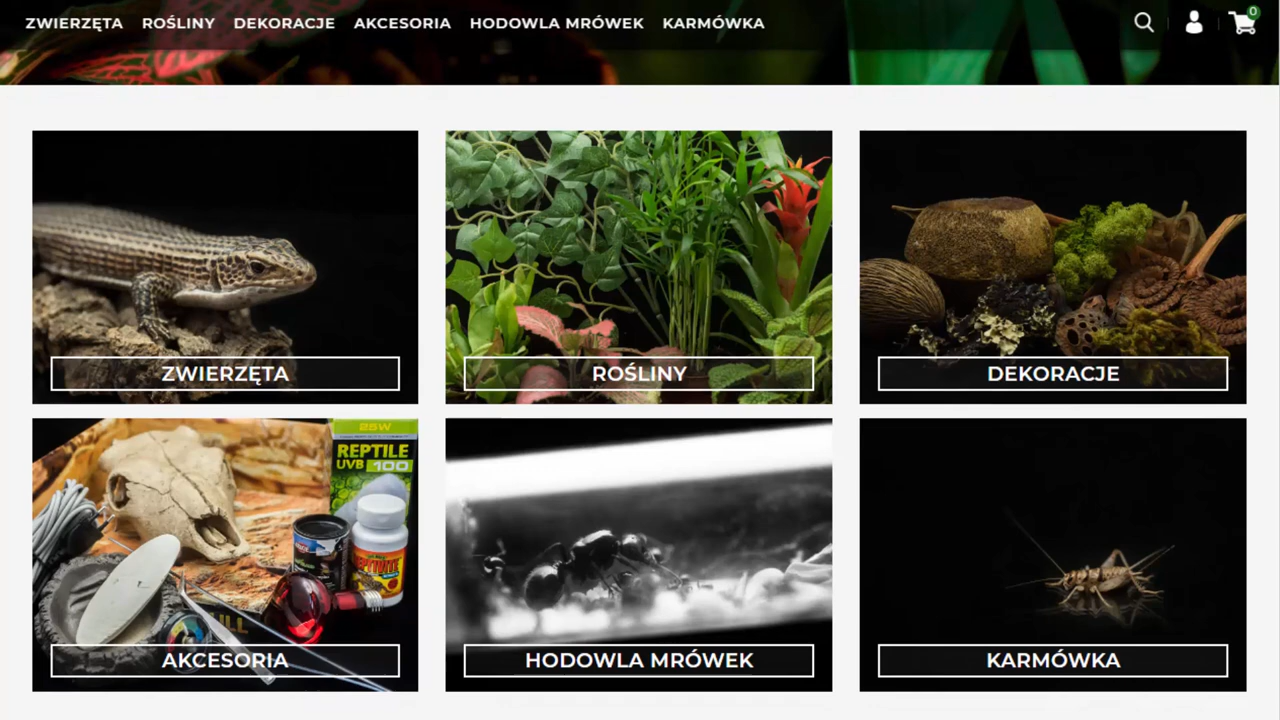 ZWIERZĘTA ROŚLINY DEKORACJE AKCESORIA HODOWLA MRÓWEK KARMÓWKA
0
ZWIERZĘTA
ROŚLINY
DEKORACJE
25W
REPTILE
UVB 100
AKCESORIA
HODOWLA MRÓWEK
KARMÓWKA